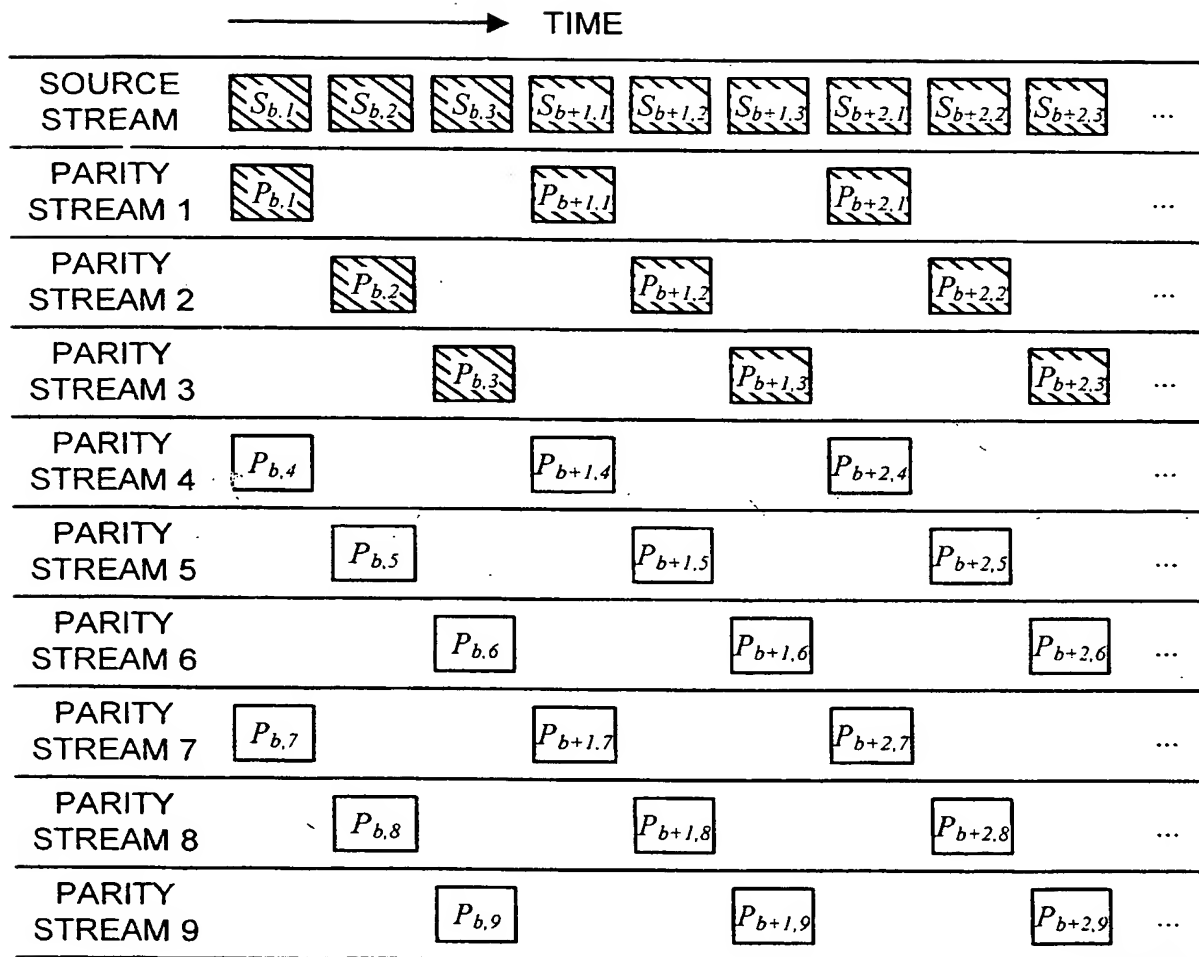 TIME
SOURCE STREAM S_{b,1} S_{b,2} S_{b,3} S_{b+1,1} S_{b+1,2} S_{b+1,3} S_{b+2,1} S_{b+2,2} S_{b+2,3} ...
PARITY STREAM 1 P_{b,1} P_{b+1,1} P_{b+2,1} ...
PARITY STREAM 2 P_{b,2} P_{b+1,2} P_{b+2,2} ...
PARITY STREAM 3 P_{b,3} P_{b+1,3} P_{b+2,3} ...
PARITY STREAM 4 P_{b,4} P_{b+1,4} P_{b+2,4} ...
PARITY STREAM 5 P_{b,5} P_{b+1,5} P_{b+2,5} ...
PARITY STREAM 6 P_{b,6} P_{b+1,6} P_{b+2,6} ...
PARITY STREAM 7 P_{b,7} P_{b+1,7} P_{b+2,7} ...
PARITY STREAM 8 P_{b,8} P_{b+1,8} P_{b+2,8} ...
PARITY STREAM 9 P_{b,9} P_{b+1,9} P_{b+2,9} ...